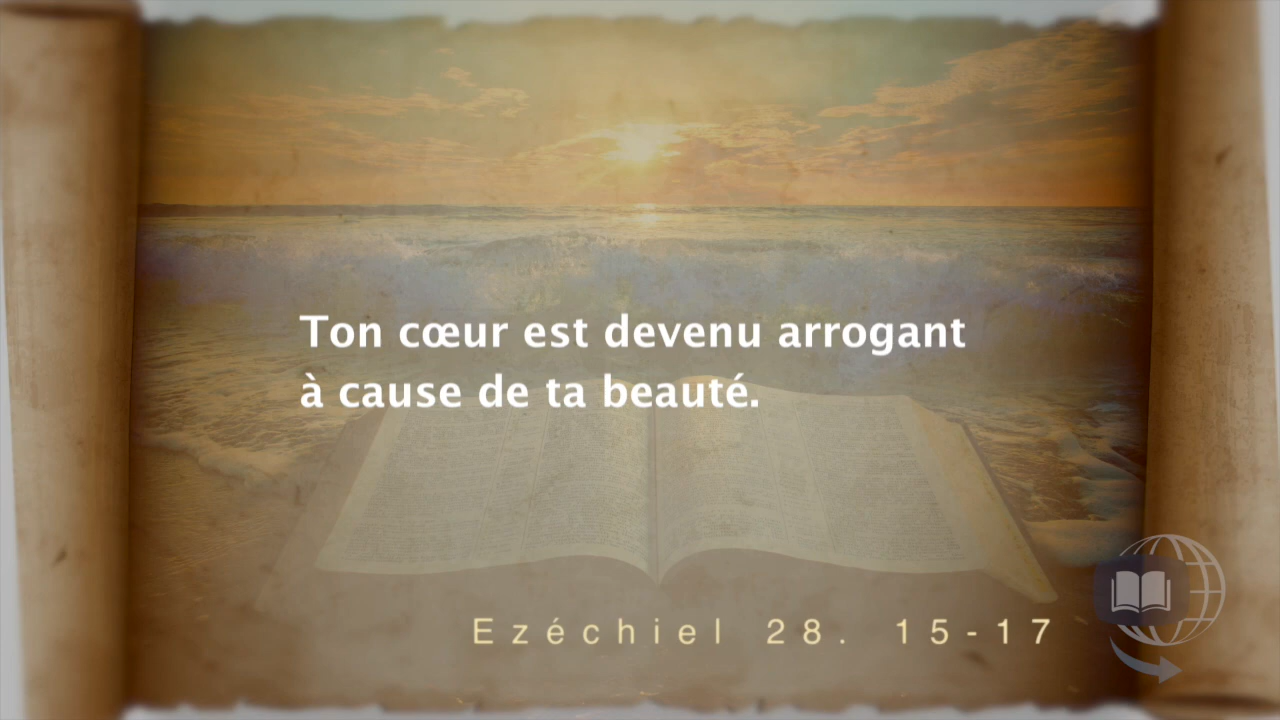 Ton cœur est devenu arrogant
à cause de ta beauté.
Ezéchiel 28. 15-17